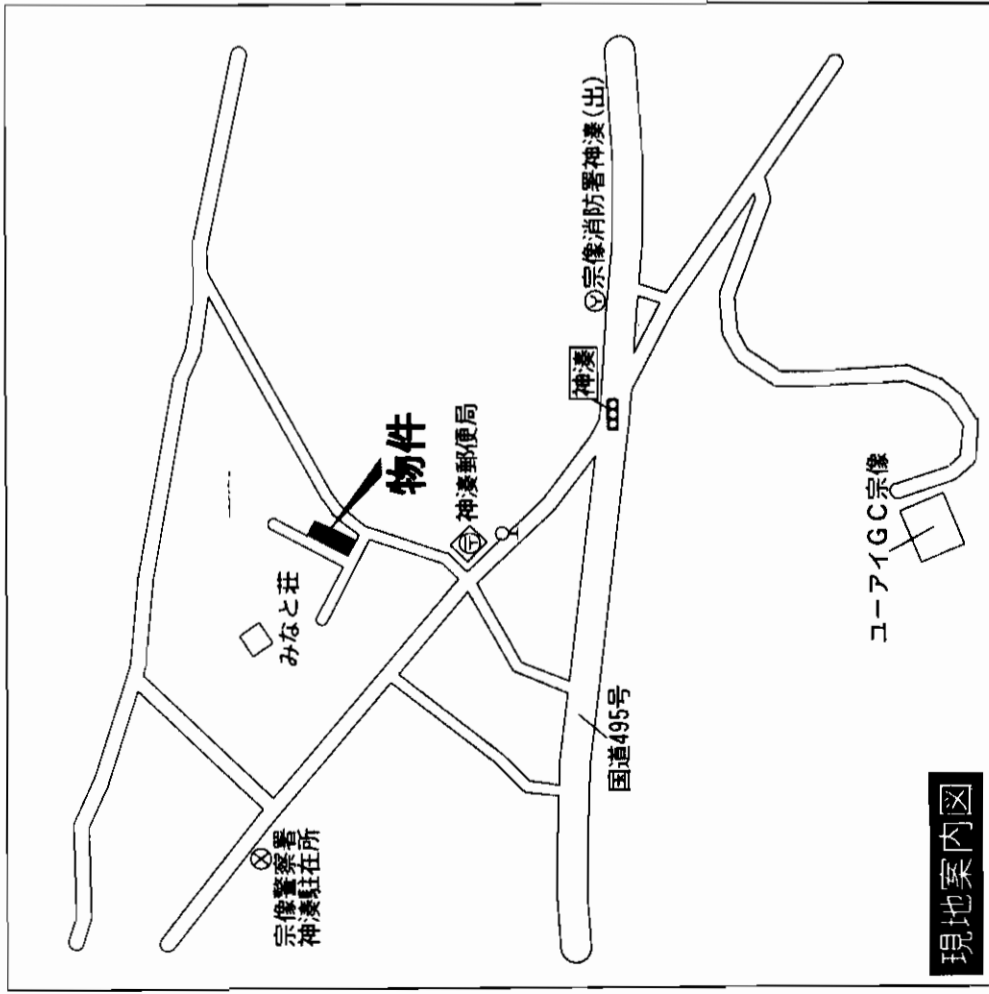 宗像警察署
神湊駐在所
みなと荘
物件
神湊郵便局
神湊
宗像消防署神湊(出)
国道495号
ユーアイGC宗像
現地案内図